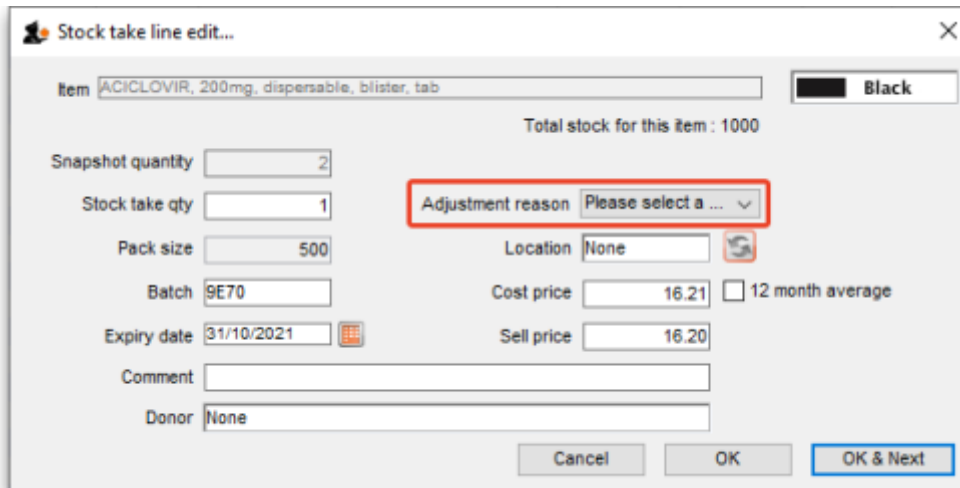 Stock take line edit...
Item ACICLOVIR, 200mg, dispersable, blister, tab Black
Total stock for this item : 1000
Snapshot quantity 2
Stock take qty 1 Adjustment reason Please select a ...
Pack size 500 Location None
Batch 9E70 Cost price 16.21 12 month average
Expiry date 31/10/2021 Sell price 16.20
Comment
Donor None
Cancel OK OK & Next